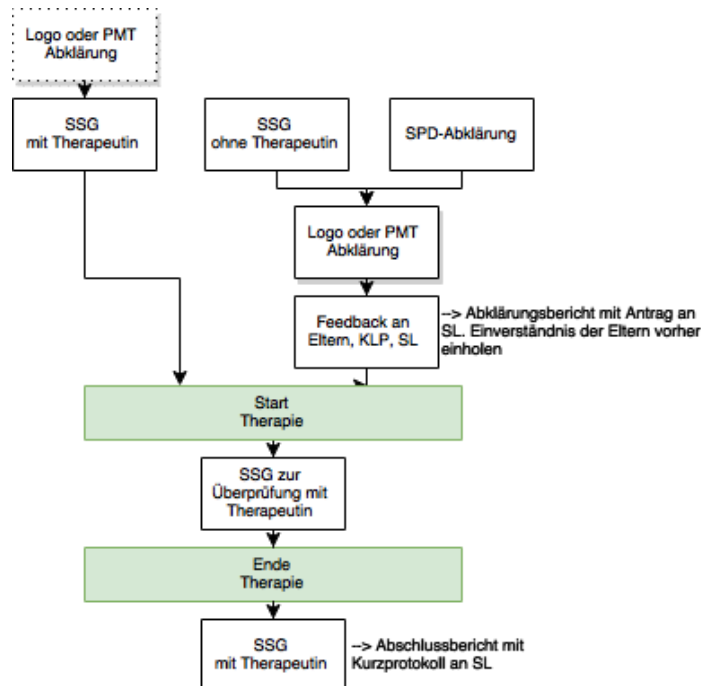 Logo oder PMT
Abklärung
SSG
mit Therapeutin
SSG
ohne Therapeutin
SPD-Abklärung
Logo oder PMT
Abklärung
Feedback an
Eltern, KLP, SL
--> Abklärungsbericht mit Antrag an
SL. Einverständnis der Eltern vorher
einholen
Start
Therapie
SSG zur
Überprüfung mit
Therapeutin
Ende
Therapie
SSG
mit Therapeutin
--> Abschlussbericht mit
Kurzprotokoll an SL